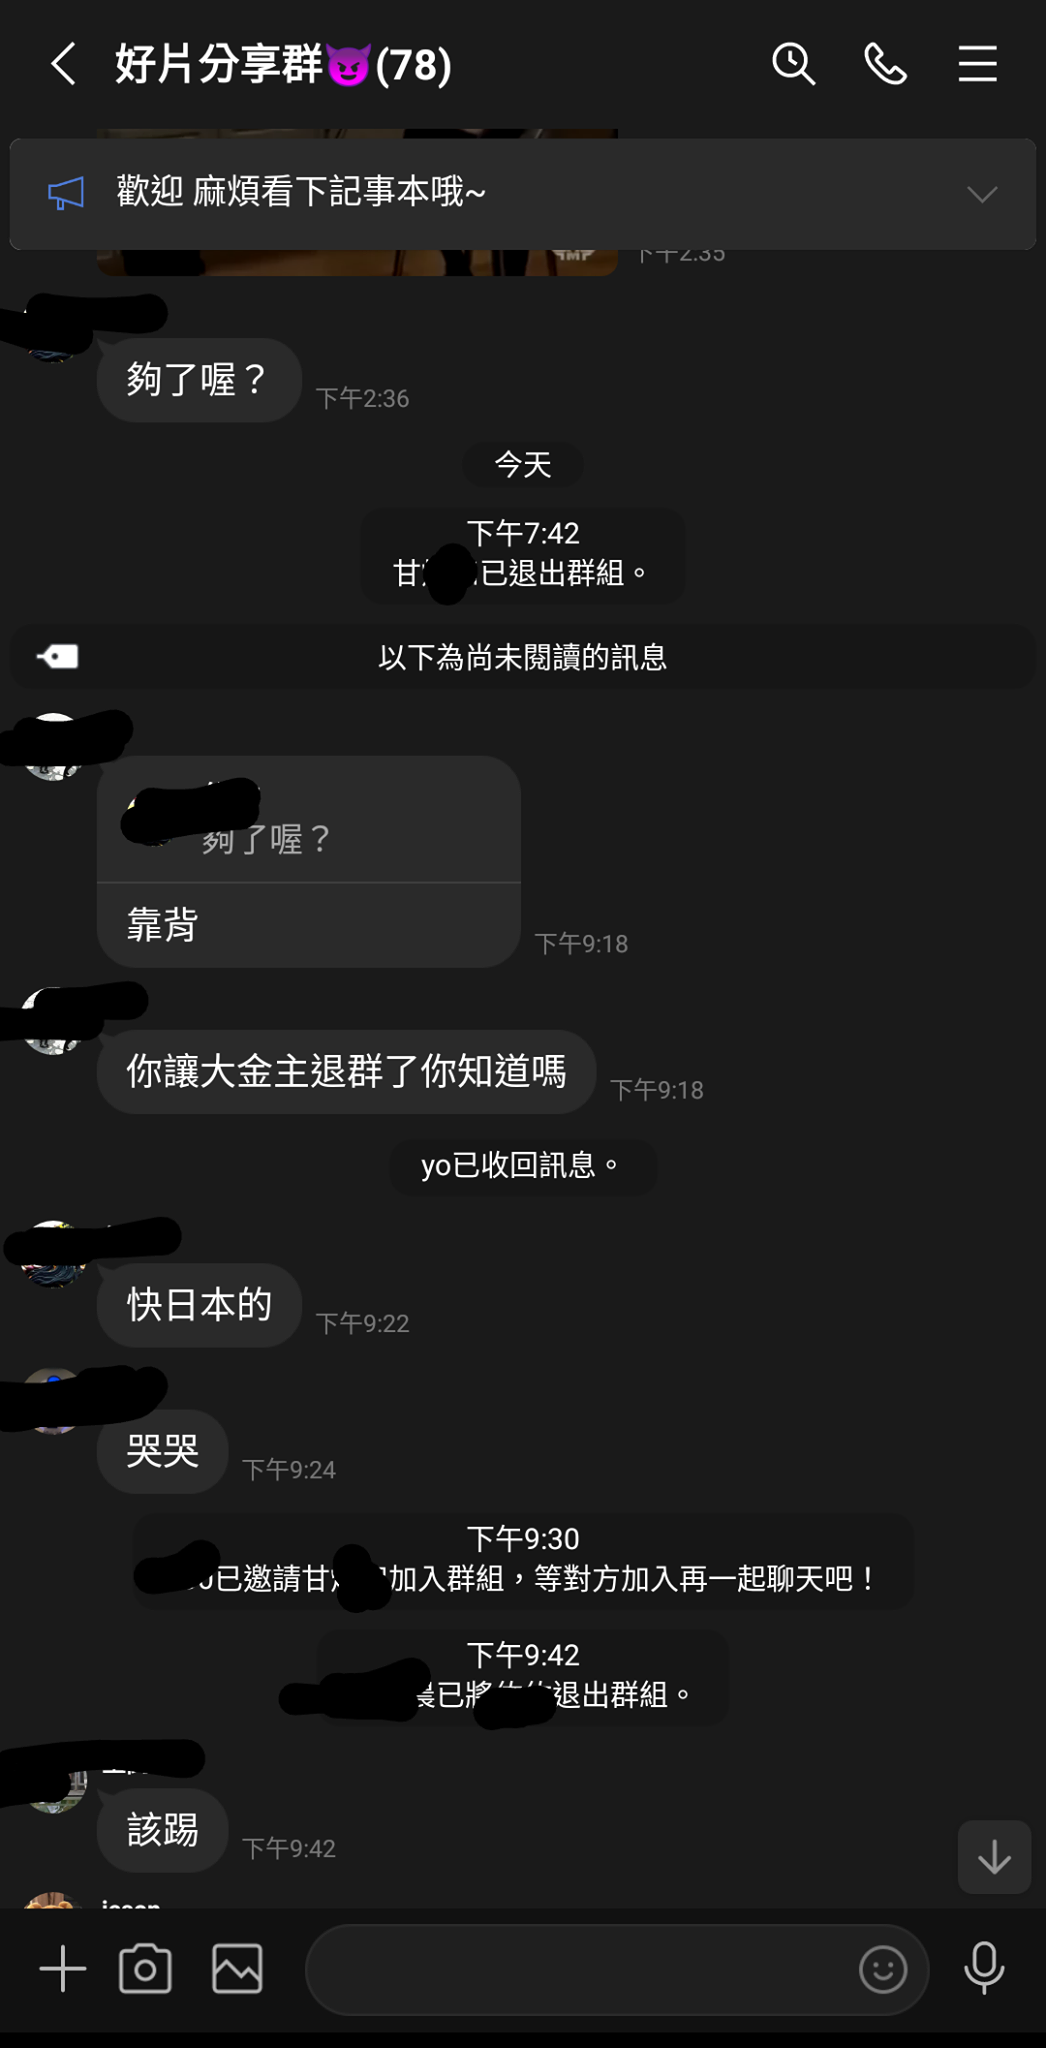 好片分享群😈(78)
歡迎 麻煩看下記事本哦~
下午2:35
夠了喔？
下午2:36
今天
下午7:42
甘 已退出群組。
以下為尚未閱讀的訊息
夠了喔？
靠背
下午9:18
你讓大金主退群了你知道嗎
下午9:18
yo已收回訊息。
快日本的
下午9:22
哭哭
下午9:24
下午9:30
已邀請甘 加入群組，等對方加入再一起聊天吧！
下午9:42
晨已將 退出群組。
該踢
下午9:42